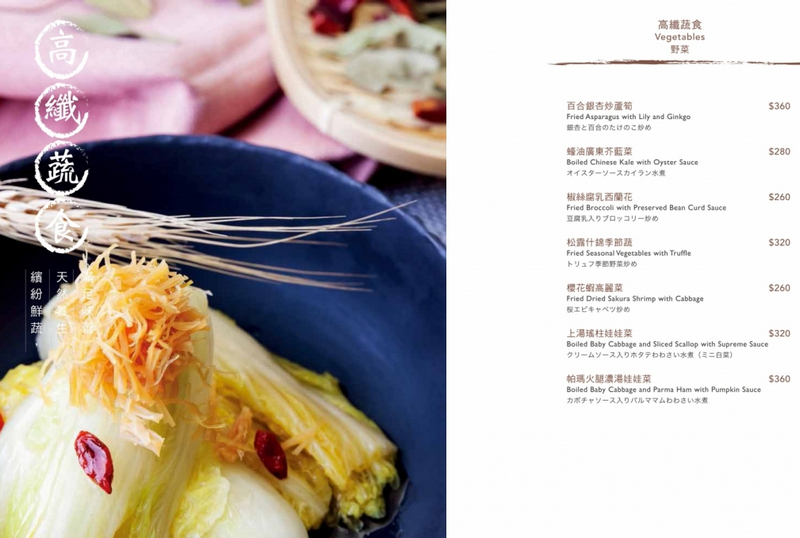 高纖蔬食
天然養生
繽紛鮮蔬，
高纖蔬食
Vegetables
野菜
百合銀杏炒蘆筍 $360
Fried Asparagus with Lily and Ginkgo
銀杏と百合のたけのこ炒め
蠔油廣東芥藍菜 $280
Boiled Chinese Kale with Oyster Sauce
オイスターソースカイラン水煮
椒絲腐乳西蘭花 $260
Fried Broccoli with Preserved Bean Curd Sauce
豆腐乳入りブロッコリー炒め
松露什錦季節蔬 $320
Fried Seasonal Vegetables with Truffle
トリュフ季節野菜炒め
櫻花蝦高麗菜 $260
Fried Dried Sakura Shrimp with Cabbage
桜エビキャベツ炒め
上湯瑤柱娃娃菜 $320
Boiled Baby Cabbage and Sliced Scallop with Supreme Sauce
クリームソース入りホタテわわさい水煮（ミニ白菜）
帕瑪火腿濃湯娃娃菜 $360
Boiled Baby Cabbage and Parma Ham with Pumpkin Sauce
カボチャソース入りパルマハムわわさい水煮